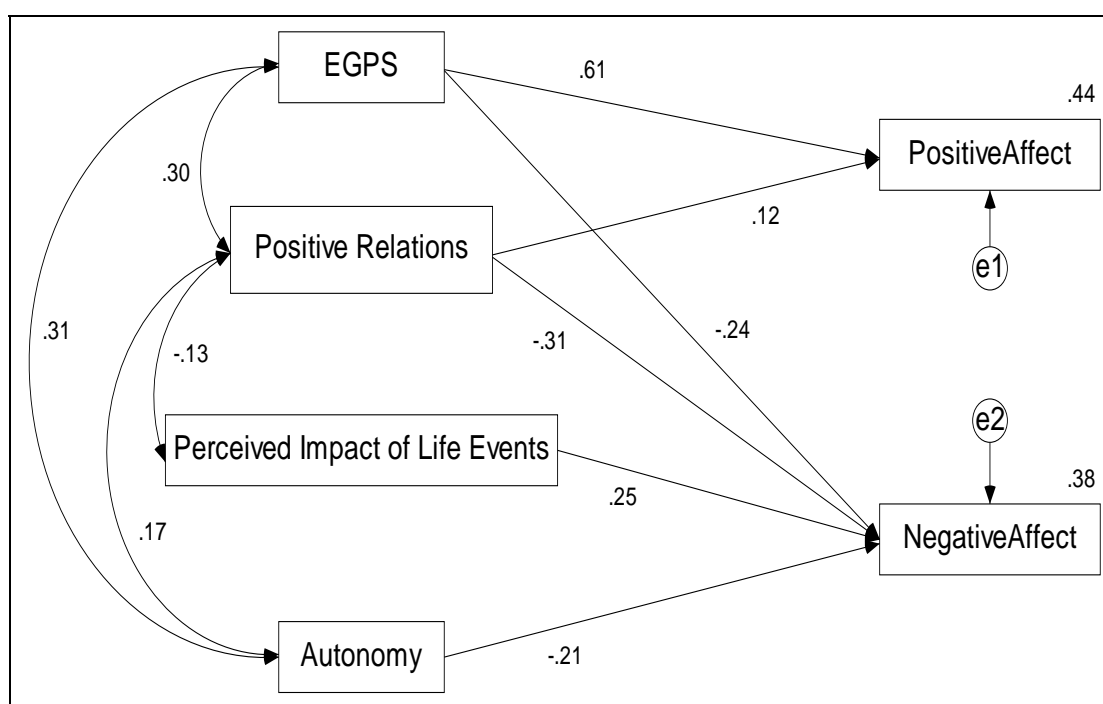 EGPS
.61
.44
PositiveAffect
.30
Positive Relations
.12
e1
.31
-.13
-.31
-.24
e2
Perceived Impact of Life Events
.25
.38
.17
NegativeAffect
Autonomy
-.21